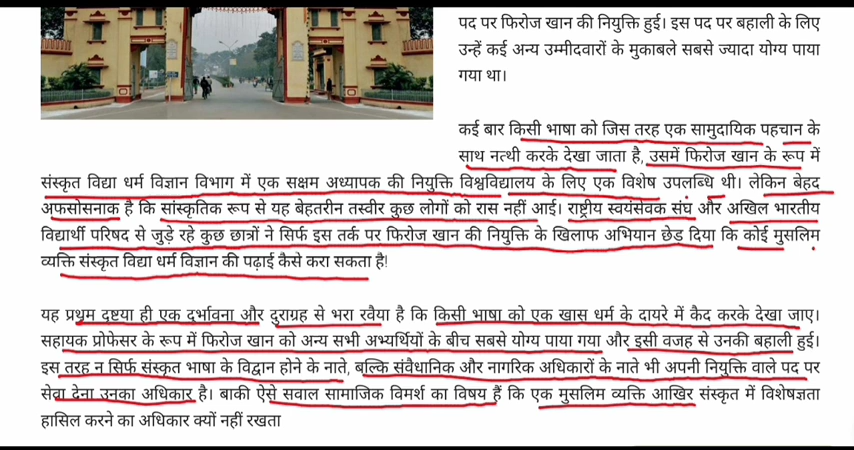 पद पर फिरोज खान की नियुक्ति हुई। इस पद पर बहाली के लिए
उन्हें कई अन्य उम्मीदवारों के मुकाबले सबसे ज्यादा योग्य पाया
गया था।
कई बार किसी भाषा को जिस तरह एक सामुदायिक पहचान के
साथ नत्थी करके देखा जाता है, उसमें फिरोज खान के रूप में
संस्कृत विद्या धर्म विज्ञान विभाग में एक सक्षम अध्यापक की नियुक्ति विश्वविद्यालय के लिए एक विशेष उपलब्धि थी। लेकिन बेहद
अफसोसनाक है कि सांस्कृतिक रूप से यह बेहतरीन तस्वीर कुछ लोगों को रास नहीं आई। राष्ट्रीय स्वयंसेवक संघ और अखिल भारतीय
विद्यार्थी परिषद से जुड़े रहे कुछ छात्रों ने सिर्फ इस तर्क पर फिरोज खान की नियुक्ति के खिलाफ अभियान छेड दिया कि कोई मुसलिम
व्यक्ति संस्कृत विद्या धर्म विज्ञान की पढ़ाई कैसे करा सकता है!
यह प्रथम दृष्टया ही एक दुर्भावना और दुराग्रह से भरा रवैया है कि किसी भाषा को एक खास धर्म के दायरे में कैद करके देखा जाए।
सहायक प्रोफेसर के रूप में फिरोज खान को अन्य सभी अभ्यर्थियों के बीच सबसे योग्य पाया गया और इसी वजह से उनकी बहाली हुई।
इस तरह न सिर्फ संस्कृत भाषा के विद्वान होने के नाते, बल्कि संवैधानिक और नागरिक अधिकारों के नाते भी अपनी नियुक्ति वाले पद पर
सेवा देना उनका अधिकार है। बाकी ऐसे सवाल सामाजिक विमर्श का विषय हैं कि एक मुसलिम व्यक्ति आखिर संस्कृत में विशेषज्ञता
हासिल करने का अधिकार क्यों नहीं रखता